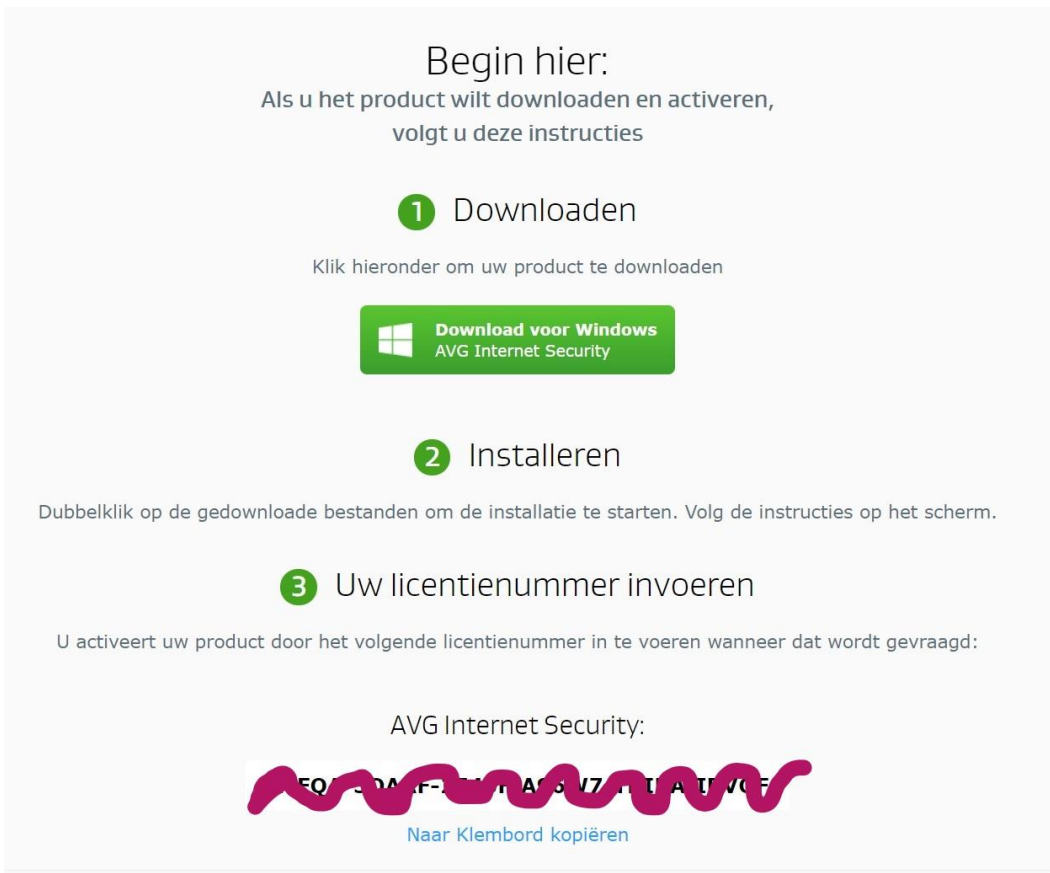 Begin hier:
Als u het product wilt downloaden en activeren,
volgt u deze instructies
1 Downloaden
Klik hieronder om uw product te downloaden
Download voor Windows
AVG Internet Security
2 Installeren
Dubbelklik op de gedownloade bestanden om de installatie te starten. Volg de instructies op het scherm.
3 Uw licentienummer invoeren
U activeert uw product door het volgende licentienummer in te voeren wanneer dat wordt gevraagd:
AVG Internet Security:
Naar Klembord kopiëren